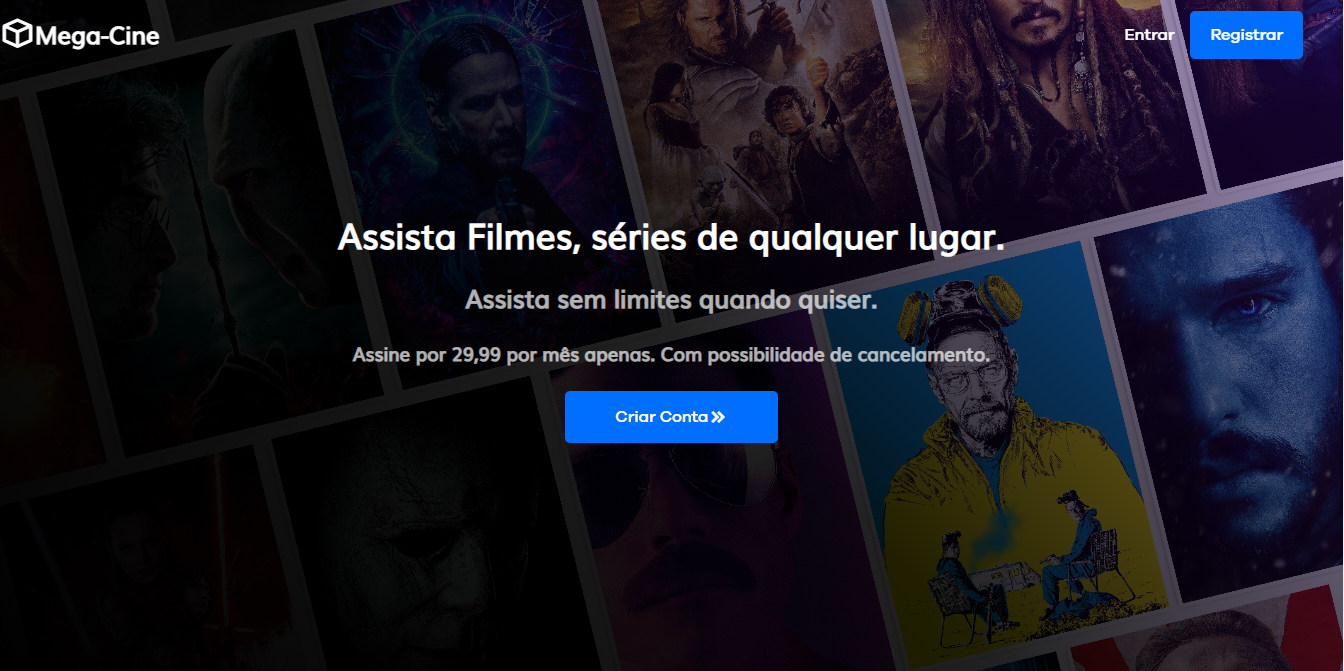 Mega-Cine
Entrar
Registrar
Assista Filmes, séries de qualquer lugar.
Assista sem limites quando quiser.
Assine por 29,99 por mês apenas. Com possibilidade de cancelamento.
Criar Conta